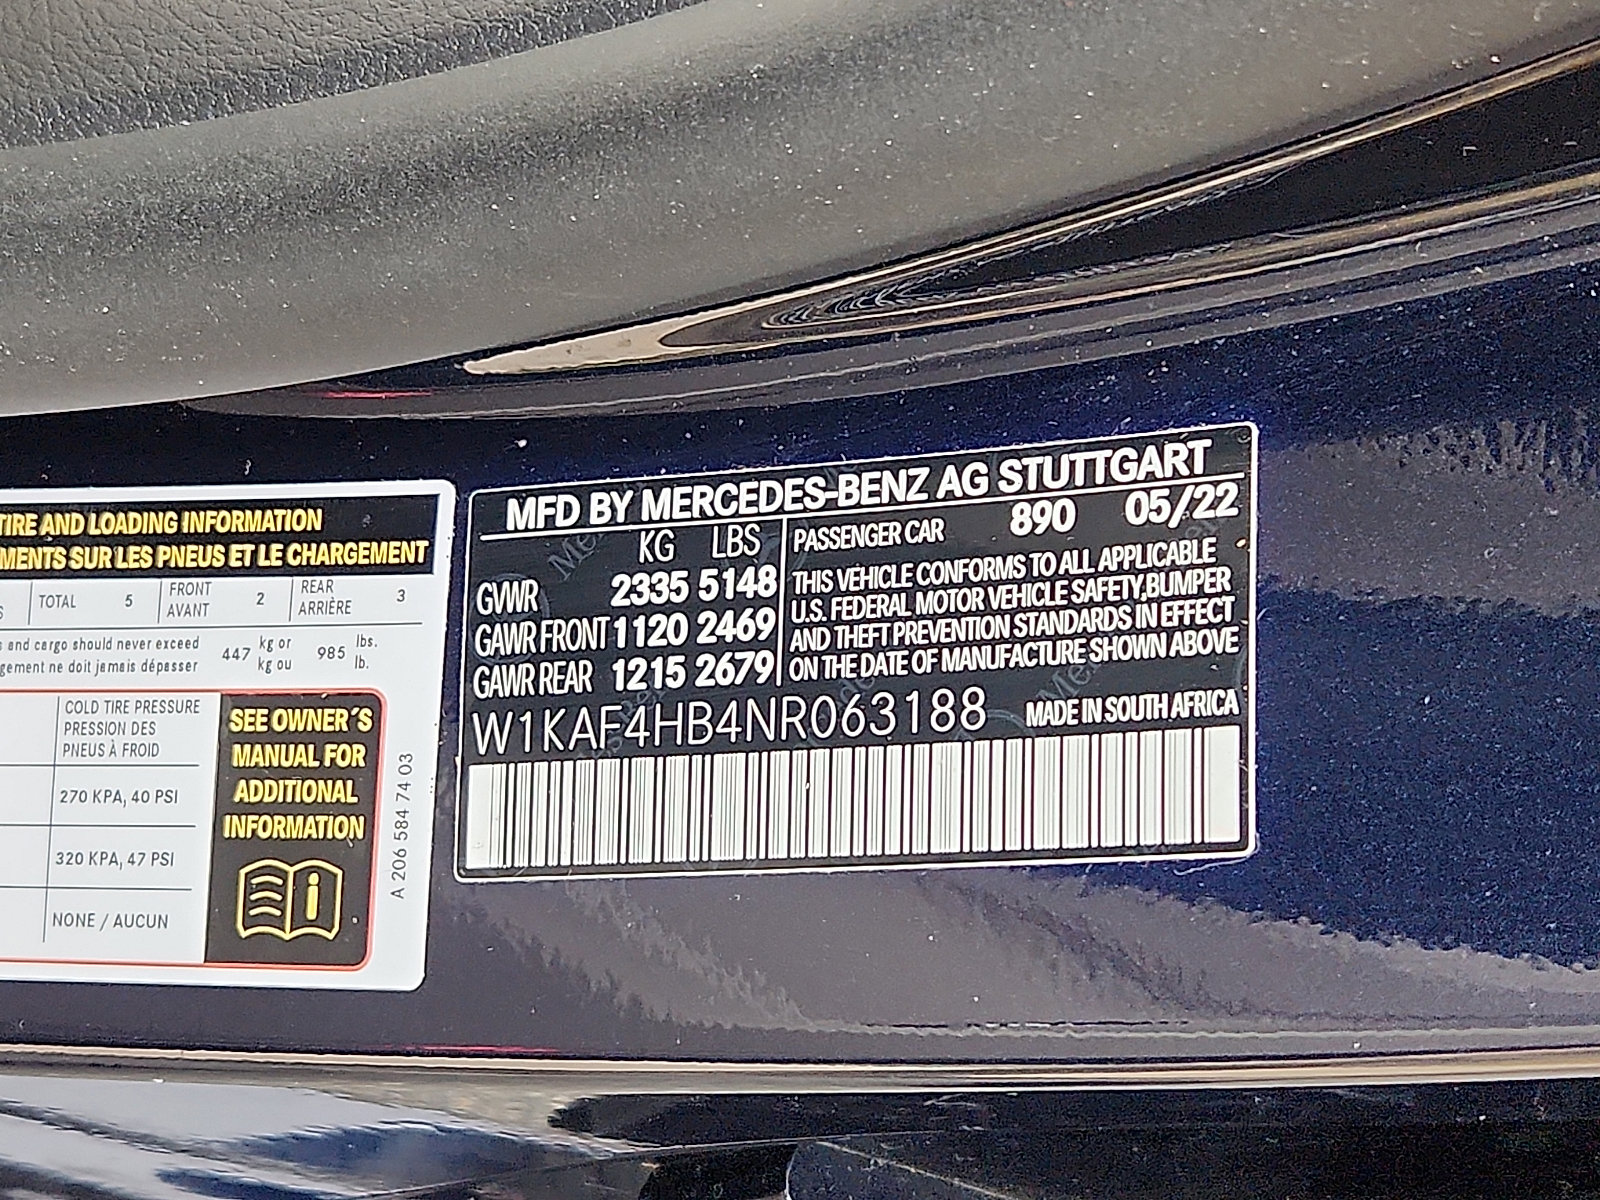 TIRE AND LOADING INFORMATION
MENTS SUR LES PNEUS ET LE CHARGEMENT
TOTAL 5 FRONT AVANT 2 REAR ARRIÈRE 3
and cargo should never exceed
gement ne doit jamais dépasser
447 kg or kg ou 985 lbs. lb.
COLD TIRE PRESSURE
PRESSION DES
PNEUS À FROID
270 KPA, 40 PSI
320 KPA, 47 PSI
NONE / AUCUN
SEE OWNER´S
MANUAL FOR
ADDITIONAL
INFORMATION
A 206 584 74 03
MFD BY MERCEDES-BENZ AG STUTTGART
KG LBS
GVWR 2335 5148
GAWR FRONT 1120 2469
GAWR REAR 1215 2679
PASSENGER CAR 890 05/22
THIS VEHICLE CONFORMS TO ALL APPLICABLE
U.S. FEDERAL MOTOR VEHICLE SAFETY,BUMPER
AND THEFT PREVENTION STANDARDS IN EFFECT
ON THE DATE OF MANUFACTURE SHOWN ABOVE
W1KAF4HB4NR063188 MADE IN SOUTH AFRICA